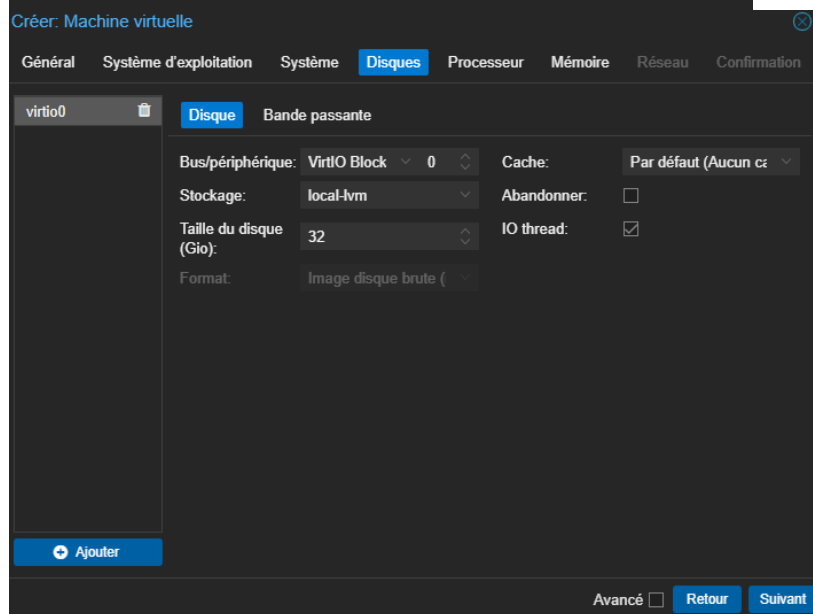 Créer: Machine virtuelle
Général Système d'exploitation Système Disques Processeur Mémoire Réseau Confirmation
virtio0
Disque Bande passante
Bus/périphérique: VirtIO Block 0 Cache: Par défaut (Aucun ca
Stockage: local-lvm Abandonner:
Taille du disque (Gio): 32 IO thread:
Format: Image disque brute (
Ajouter
Avancé Retour Suivant